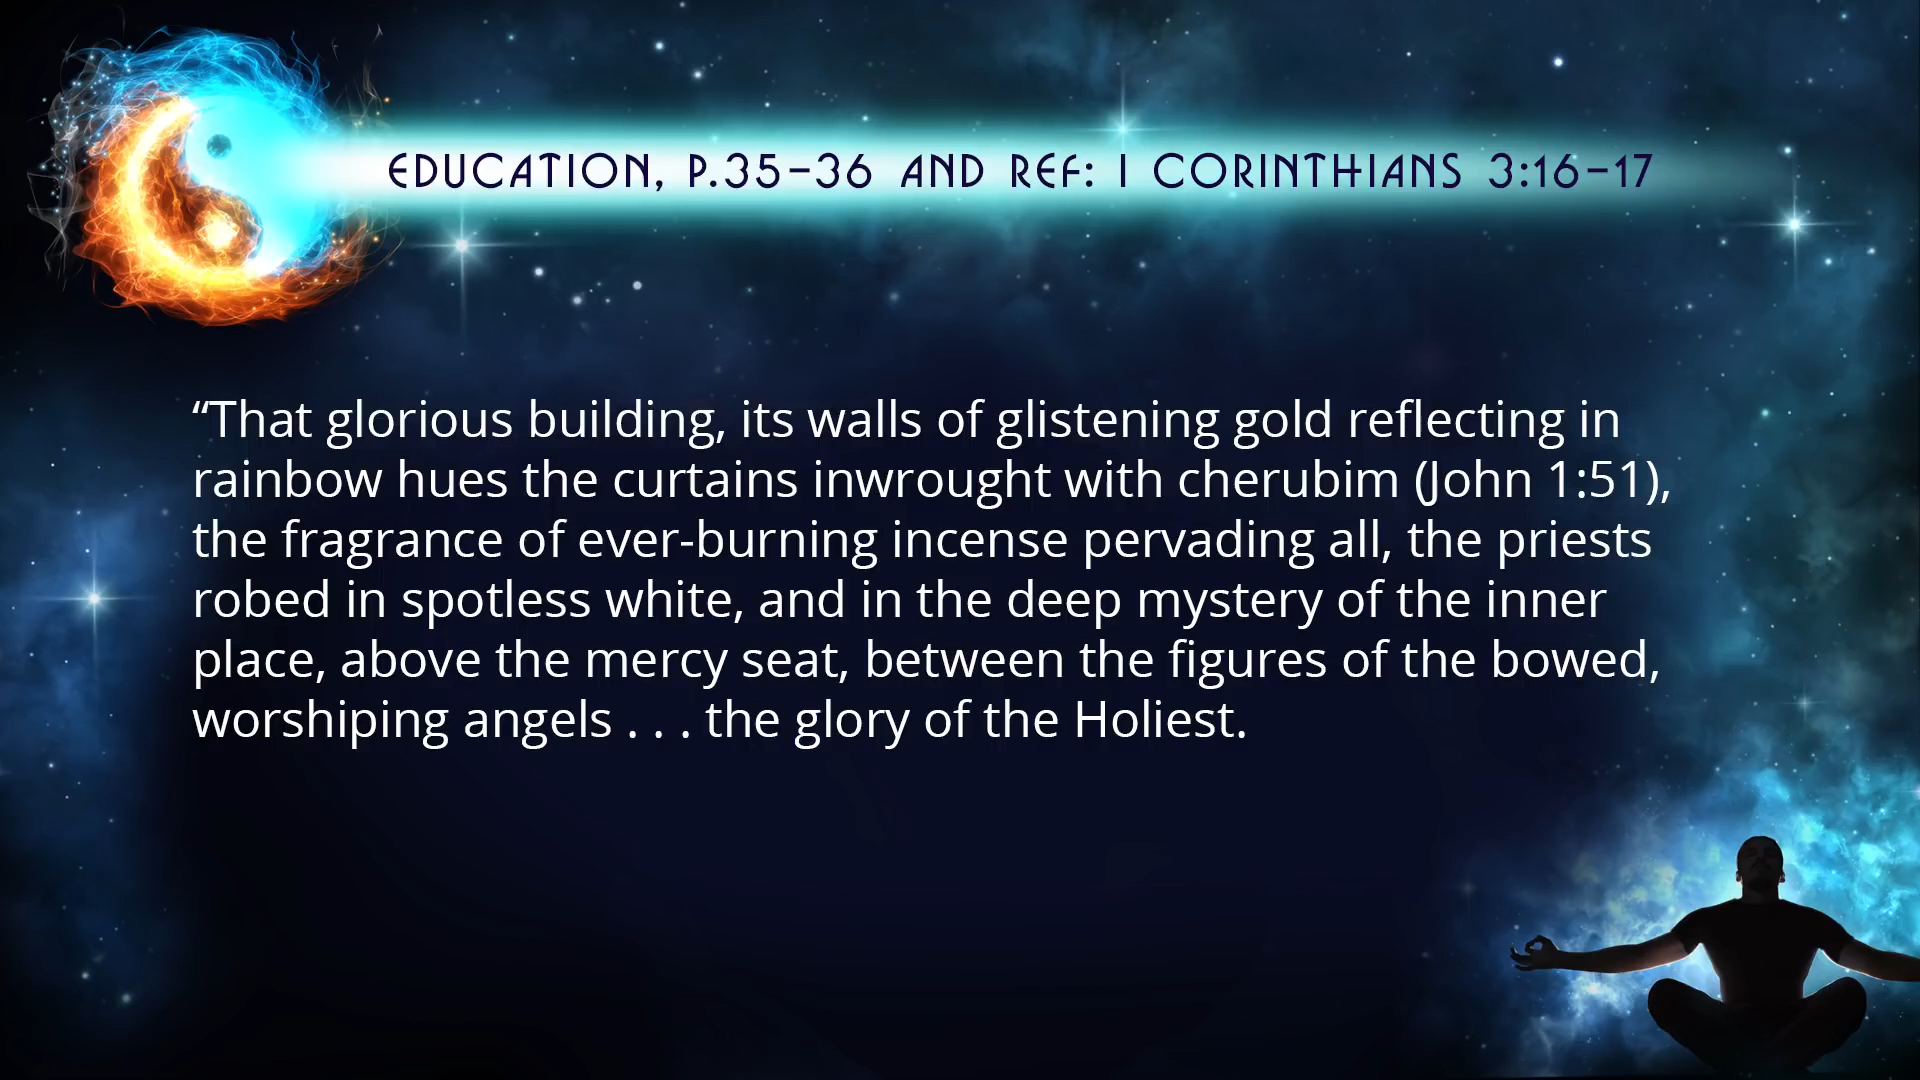 EDUCATION, P.35–36 AND REF: 1 CORINTHIANS 3:16–17
“That glorious building, its walls of glistening gold reflecting in
rainbow hues the curtains inwrought with cherubim (John 1:51),
the fragrance of ever-burning incense pervading all, the priests
robed in spotless white, and in the deep mystery of the inner
place, above the mercy seat, between the figures of the bowed,
worshiping angels . . . the glory of the Holiest.